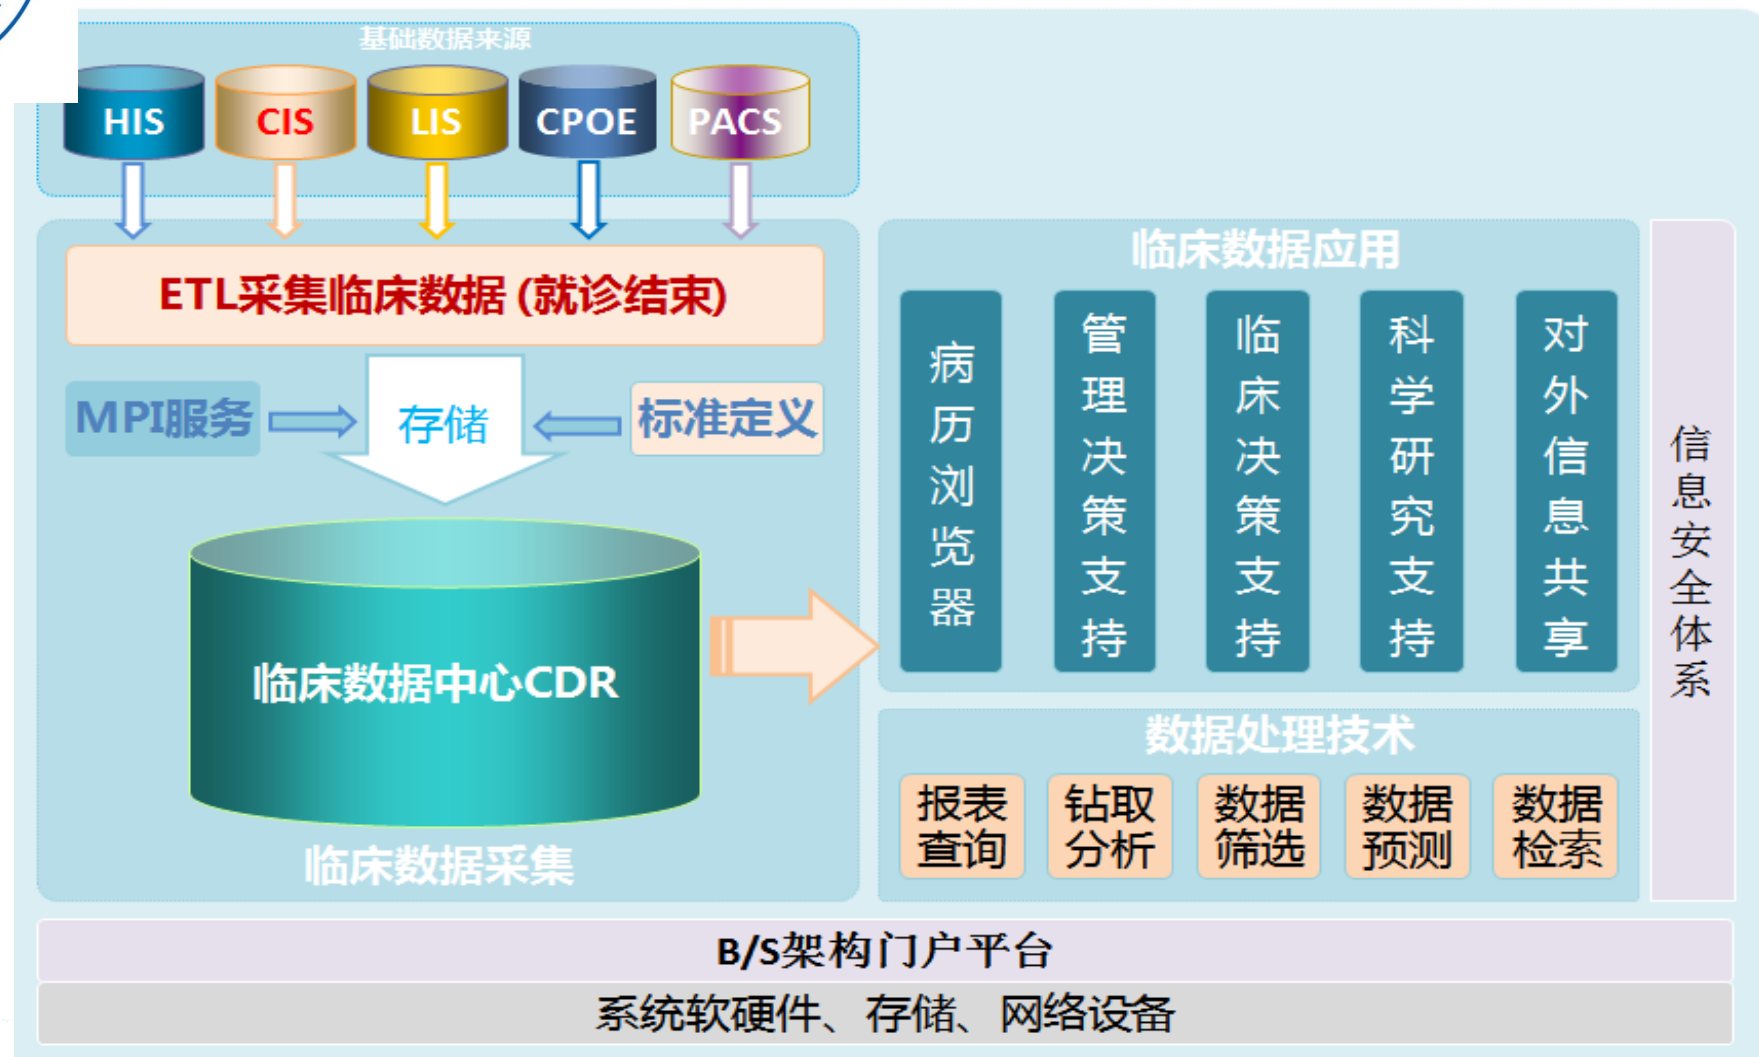 基础数据来源
HIS
CIS
LIS
CPOE
PACS
ETL采集临床数据 (就诊结束)
MPI服务
存储
标准定义
临床数据中心CDR
临床数据采集
临床数据应用
病历浏览器
管理决策支持
临床决策支持
科学研究支持
对外信息共享
数据处理技术
报表
查询
钻取
分析
数据
筛选
数据
预测
数据
检索
信息安全体系
B/S架构门户平台
系统软硬件、存储、网络设备